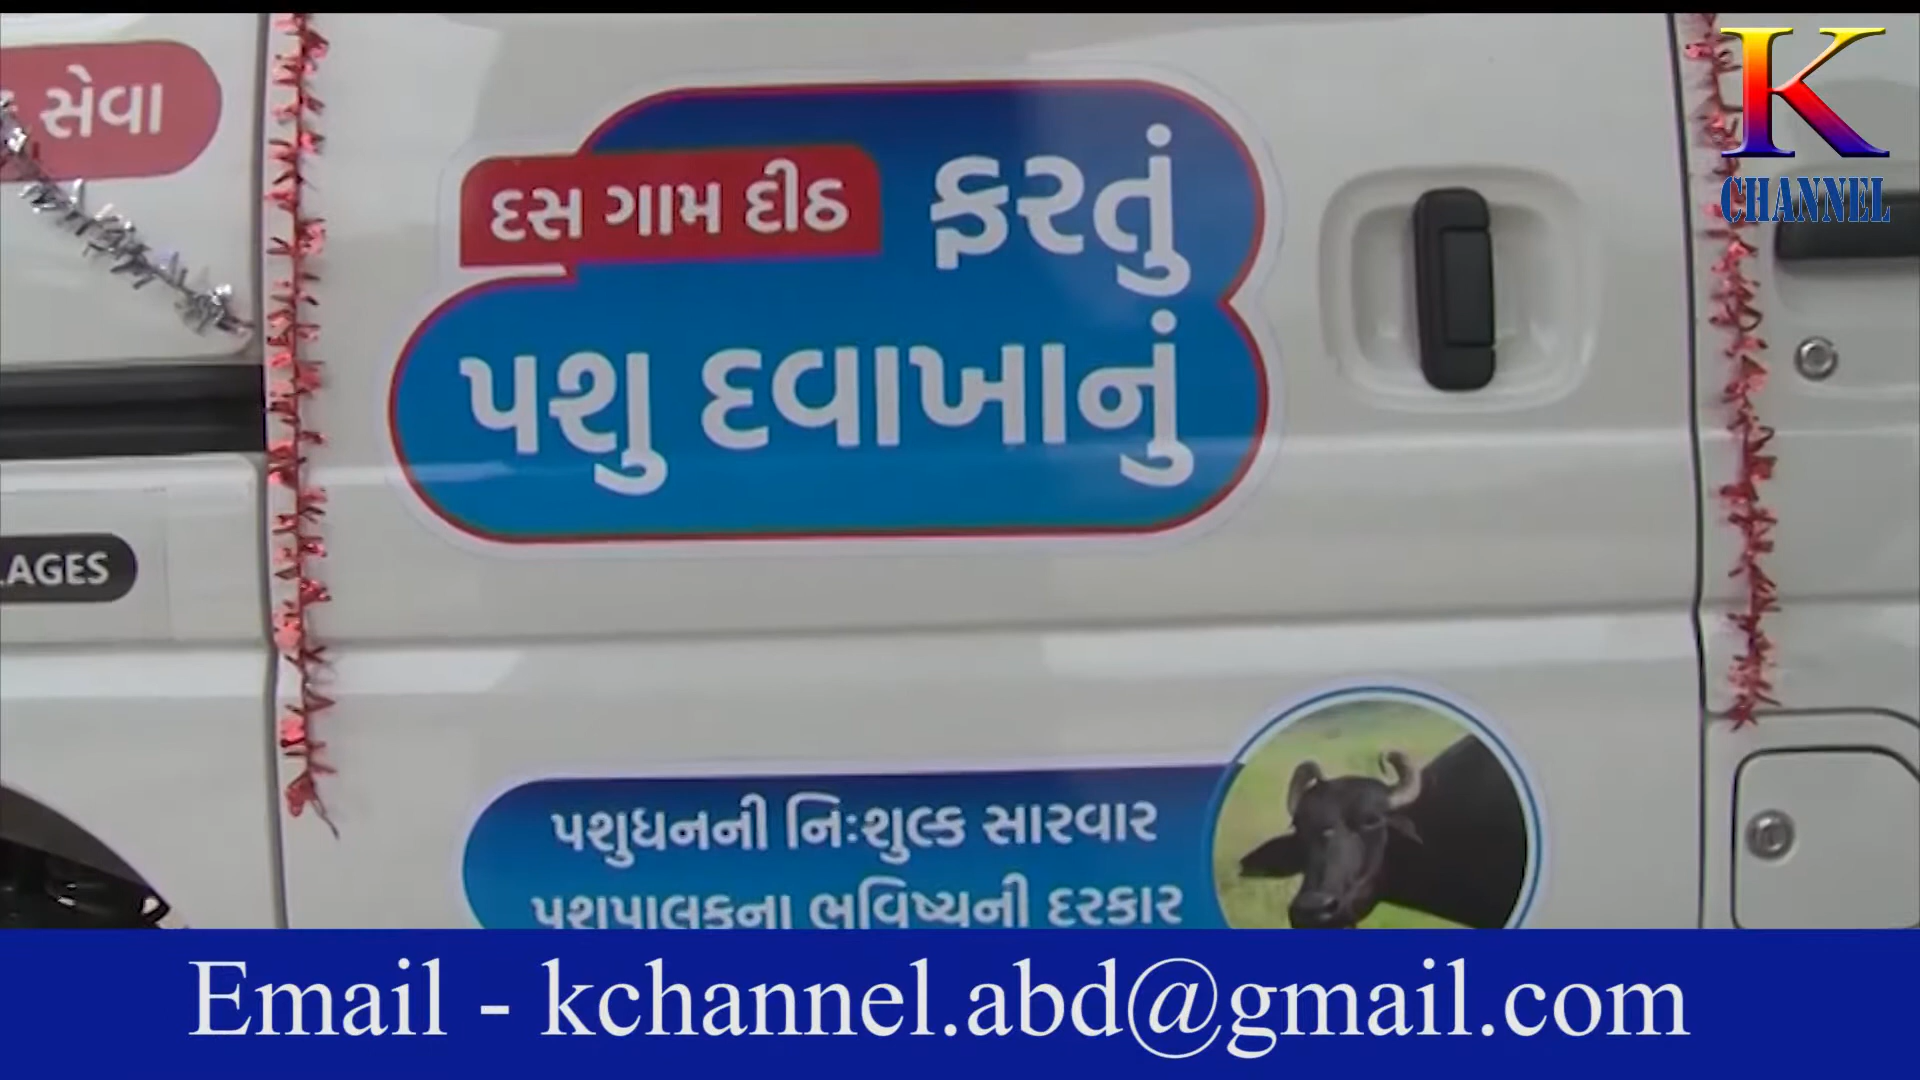 સેવા
દસ ગામ દીઠ ફરતું
પશુ દવાખાનું
AGES
પશુધનની નિઃશુલ્ક સારવાર
પશુપાલકના ભવિષ્યની દરકાર
K
CHANNEL
Email - kchannel.abd@gmail.com